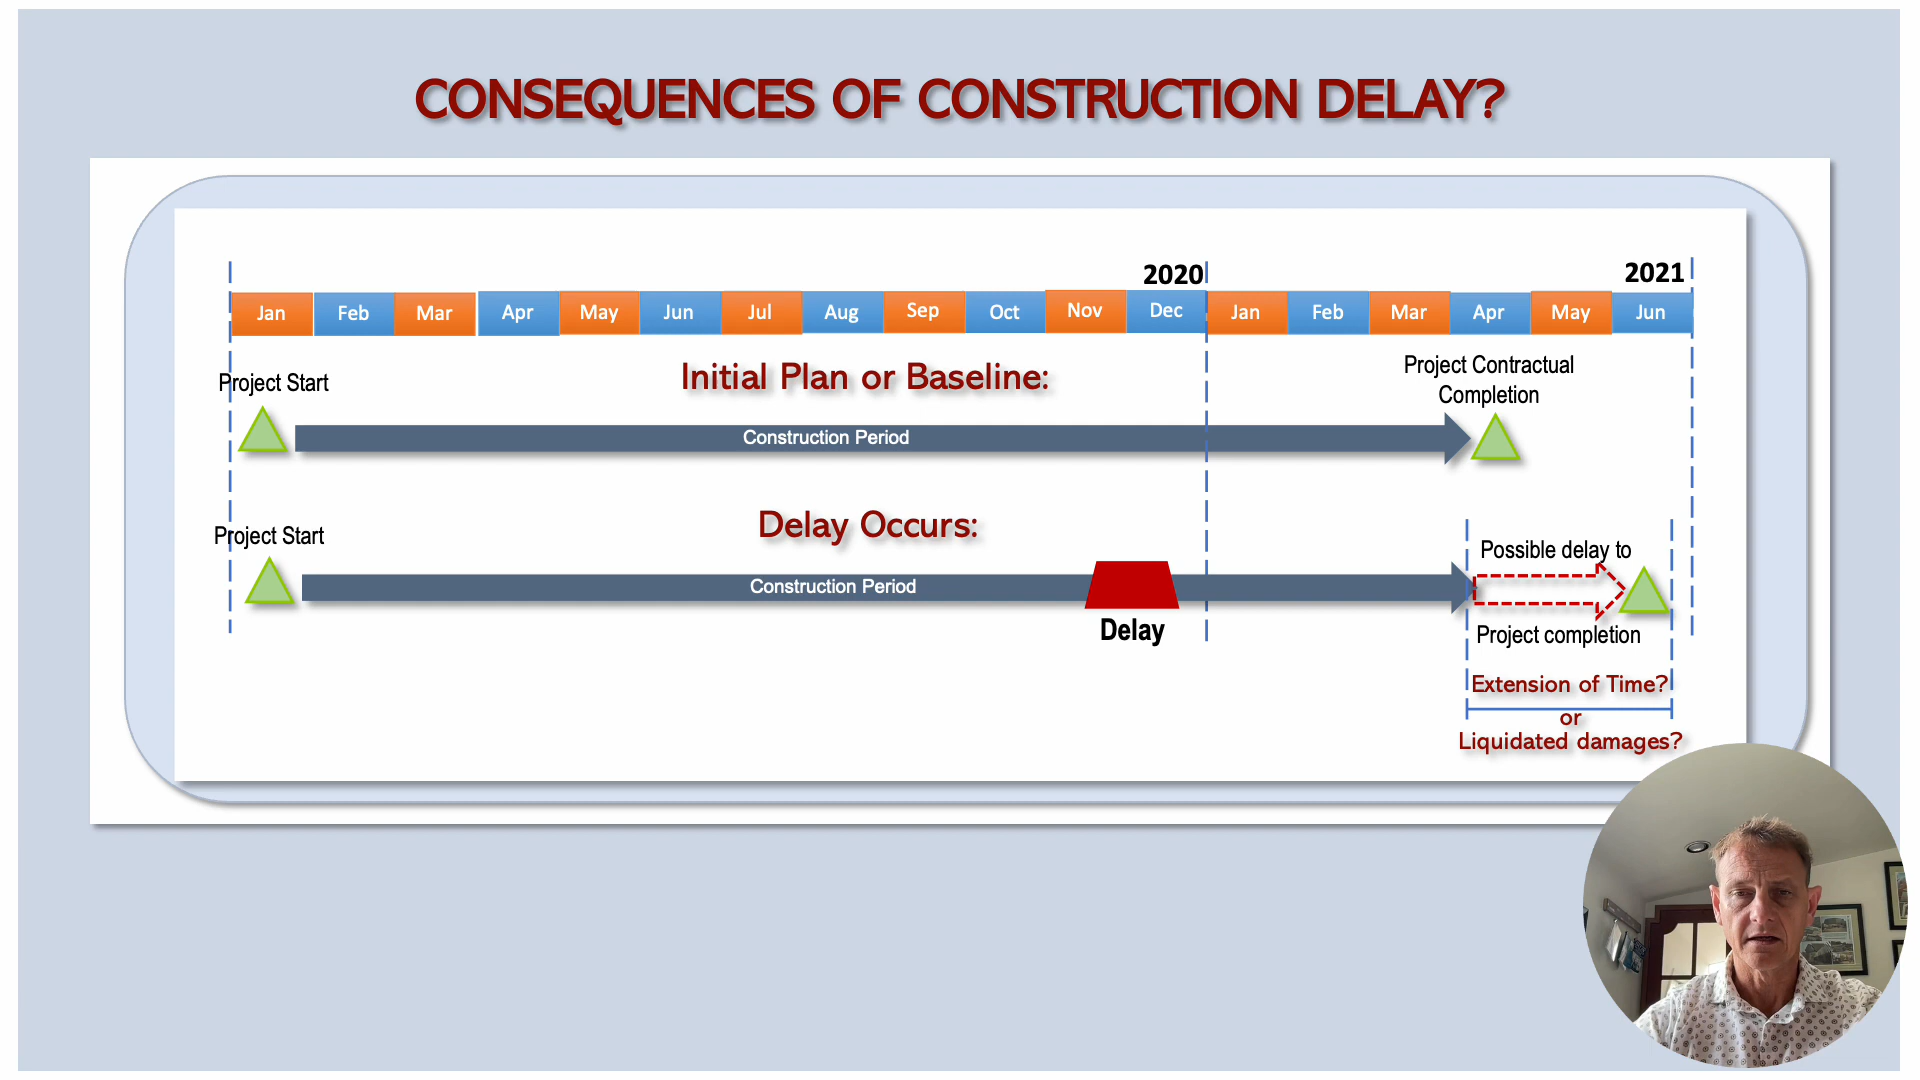 CONSEQUENCES OF CONSTRUCTION DELAY?
2020 2021
Jan Feb Mar Apr May Jun Jul Aug Sep Oct Nov Dec Jan Feb Mar Apr May Jun
Project Start
Initial Plan or Baseline:
Project Contractual
Completion
Construction Period
Project Start
Delay Occurs:
Construction Period
Delay
Possible delay to
Project completion
Extension of Time?
or
Liquidated damages?